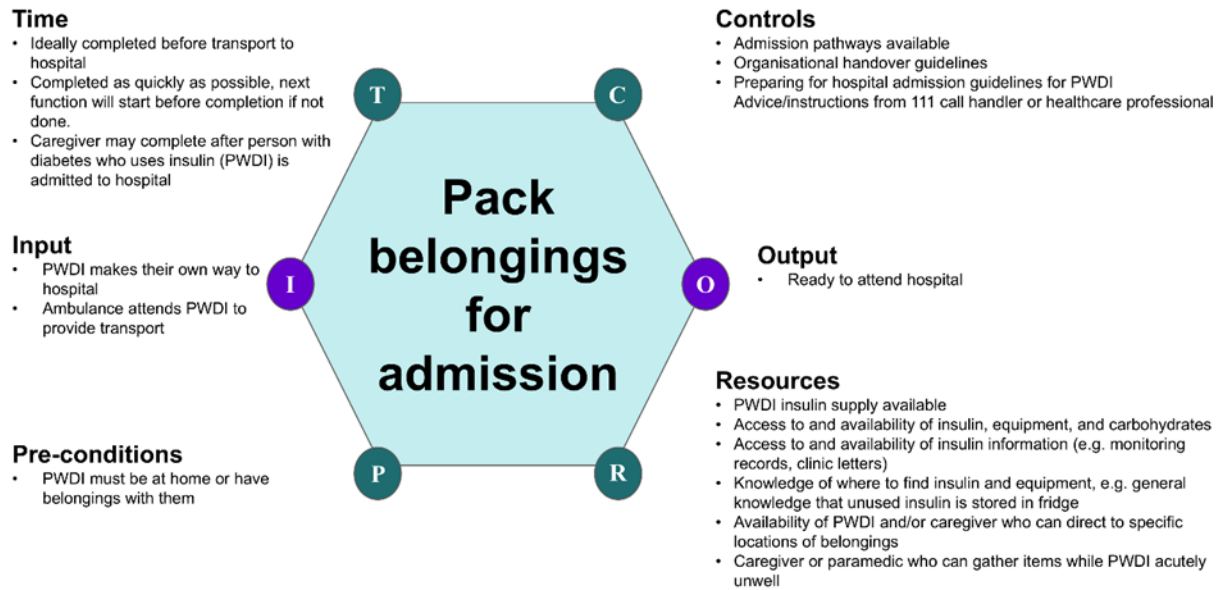 Time
• Ideally completed before transport to
hospital
• Completed as quickly as possible, next
function will start before completion if not
done.
• Caregiver may complete after person with
diabetes who uses insulin (PWDI) is
admitted to hospital
Input
• PWDI makes their own way to
hospital
• Ambulance attends PWDI to
provide transport
Pre-conditions
• PWDI must be at home or have
belongings with them
T
C
I
O
P
R
Pack
belongings
for
admission
Controls
• Admission pathways available
• Organisational handover guidelines
• Preparing for hospital admission guidelines for PWDI
Advice/instructions from 111 call handler or healthcare professional
Output
• Ready to attend hospital
Resources
• PWDI insulin supply available
• Access to and availability of insulin, equipment, and carbohydrates
• Access to and availability of insulin information (e.g. monitoring
records, clinic letters)
• Knowledge of where to find insulin and equipment, e.g. general
knowledge that unused insulin is stored in fridge
• Availability of PWDI and/or caregiver who can direct to specific
locations of belongings
• Caregiver or paramedic who can gather items while PWDI acutely
unwell